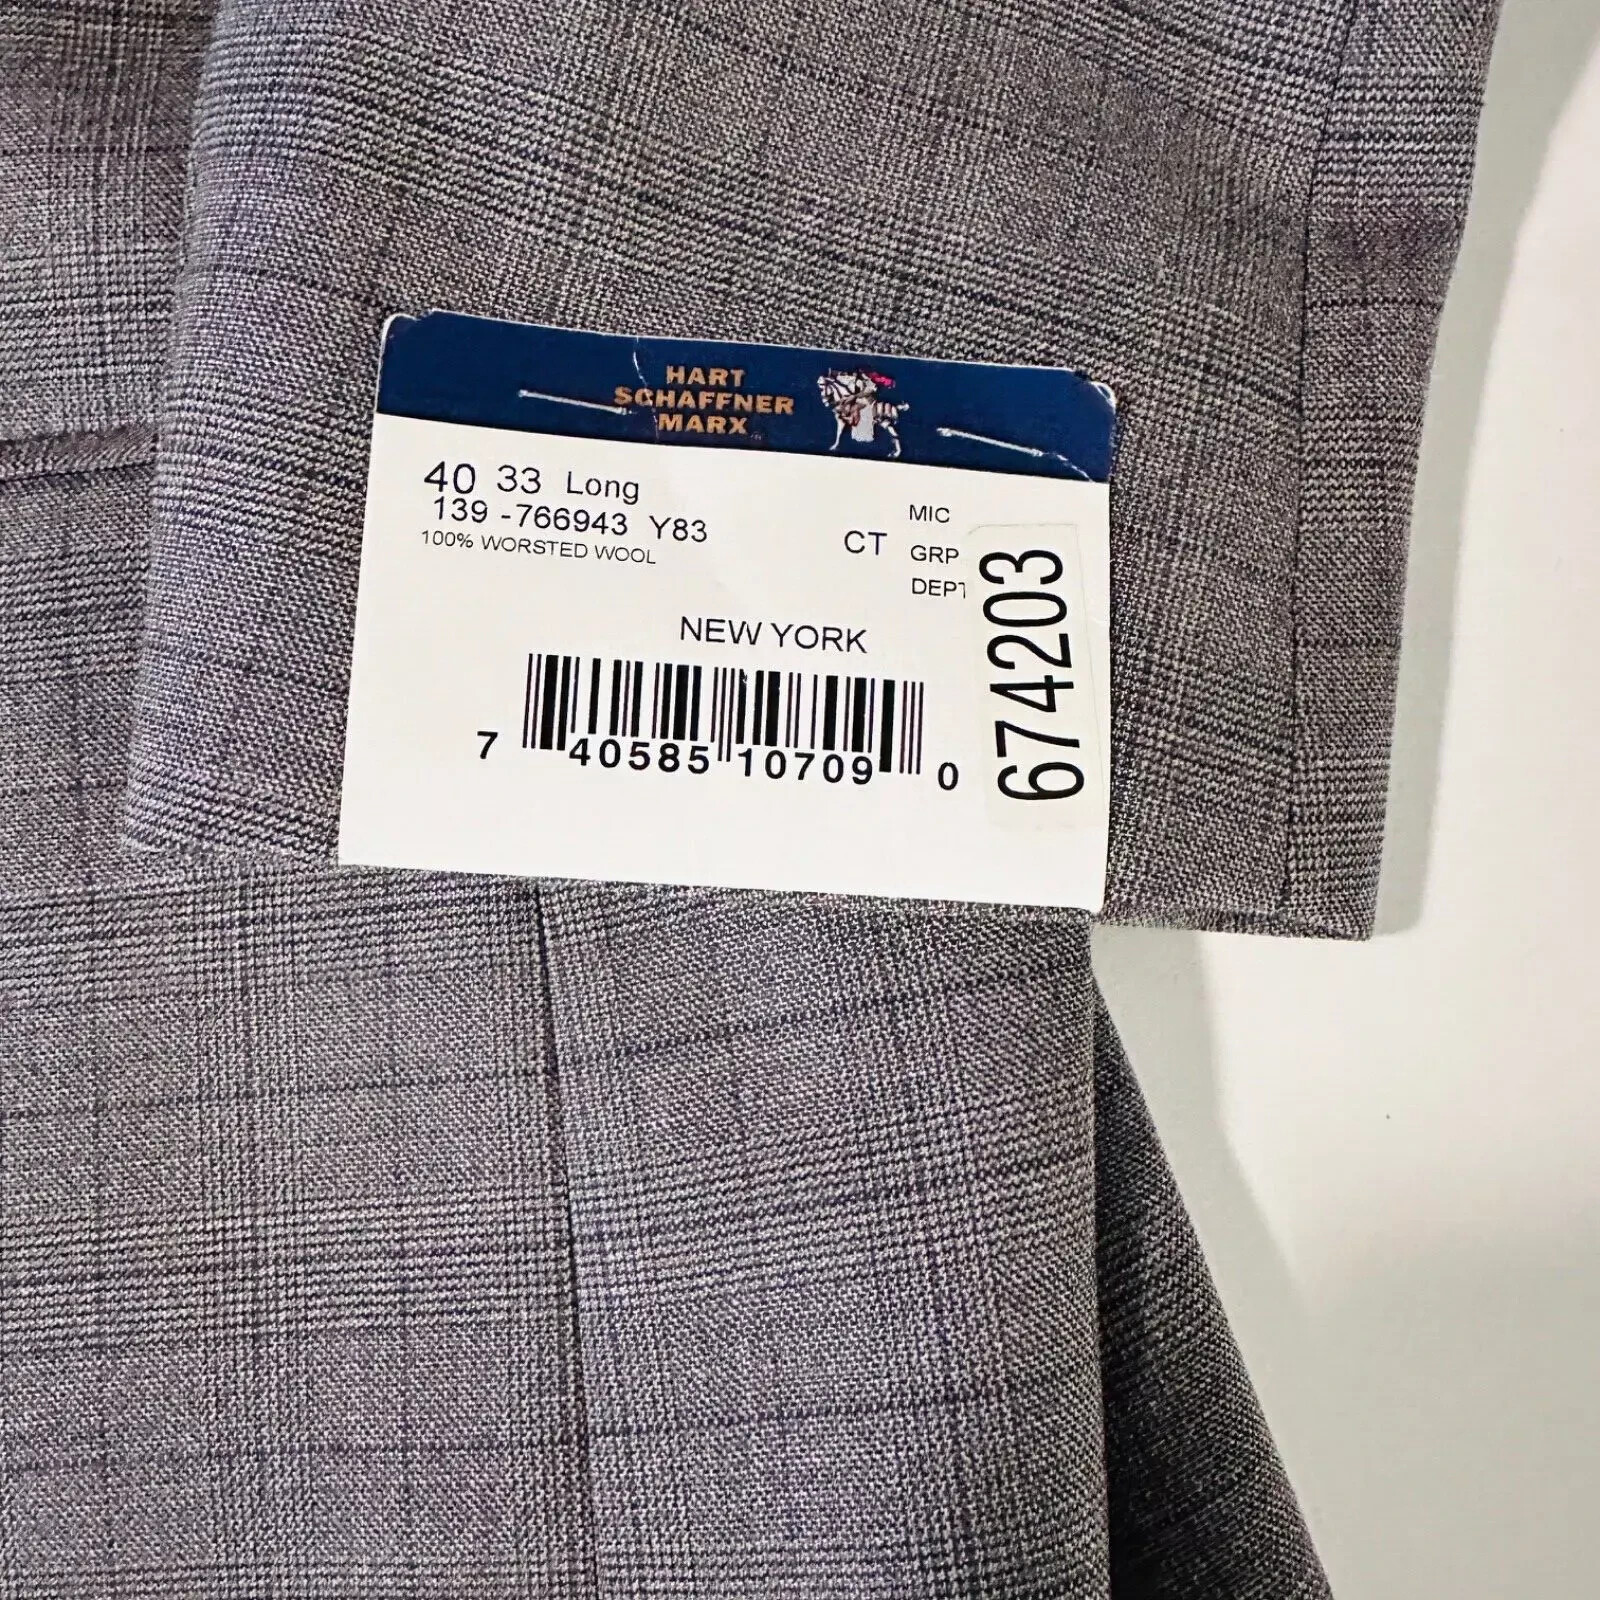 HART
SCHAFFNER
MARX
40 33 Long
139 -766943 Y83
100% WORSTED WOOL
CT
MIC
GRP
DEPT
674203
NEW YORK
7 40585 10709 0